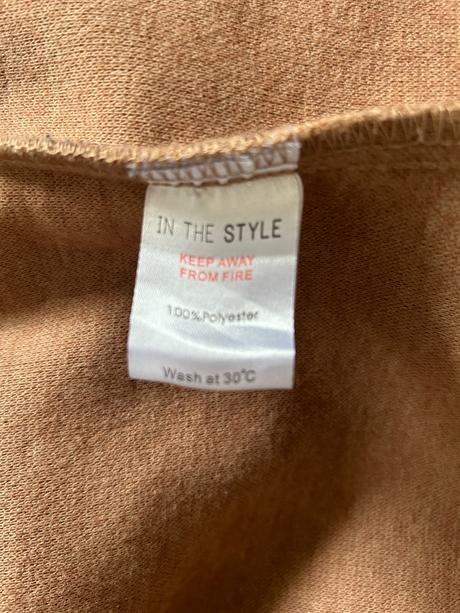 IN THE STYLE
KEEP AWAY
FROM FIRE
100%Polyester
Wash at 30°C